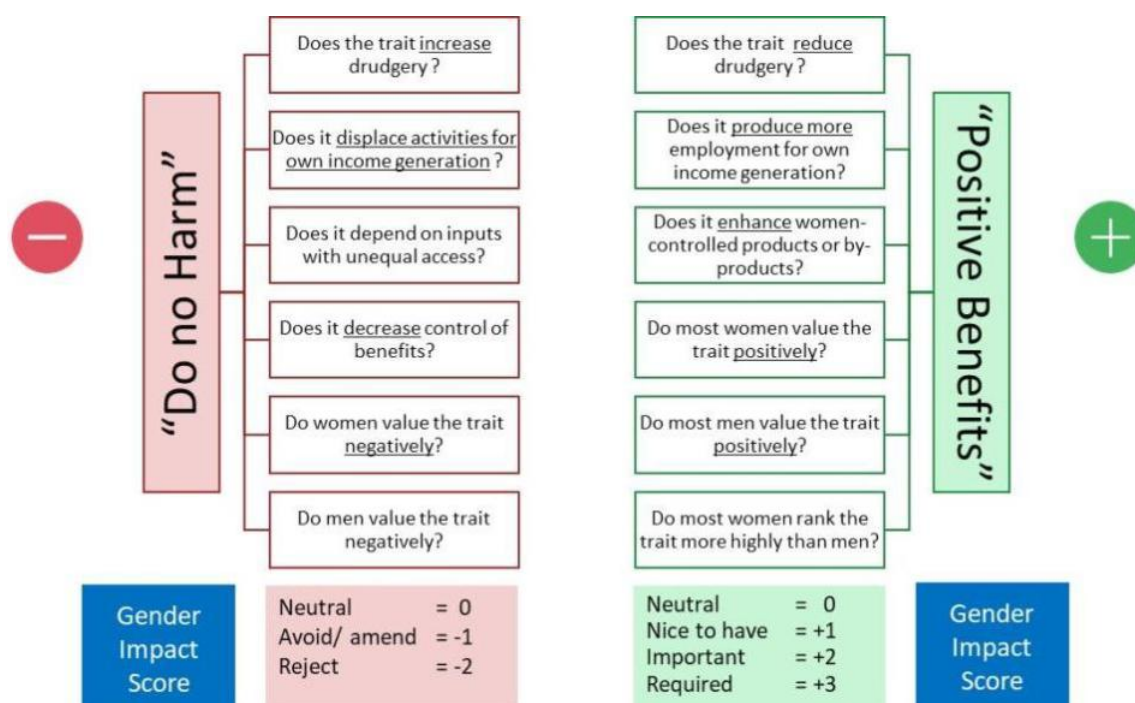 "Do no Harm"
Does the trait increase
drudgery ?
Does it displace activities for
own income generation ?
Does it depend on inputs
with unequal access?
Does it decrease control of
benefits?
Do women value the trait
negatively?
Do men value the trait
negatively?
Gender
Impact
Score
Neutral = 0
Avoid/ amend = -1
Reject = -2
"Positive Benefits"
Does the trait reduce
drudgery ?
Does it produce more
employment for own
income generation?
Does it enhance women-
controlled products or by-
products?
Do most women value the
trait positively?
Do most men value the trait
positively?
Do most women rank the
trait more highly than men?
Neutral = 0
Nice to have = +1
Important = +2
Required = +3
Gender
Impact
Score